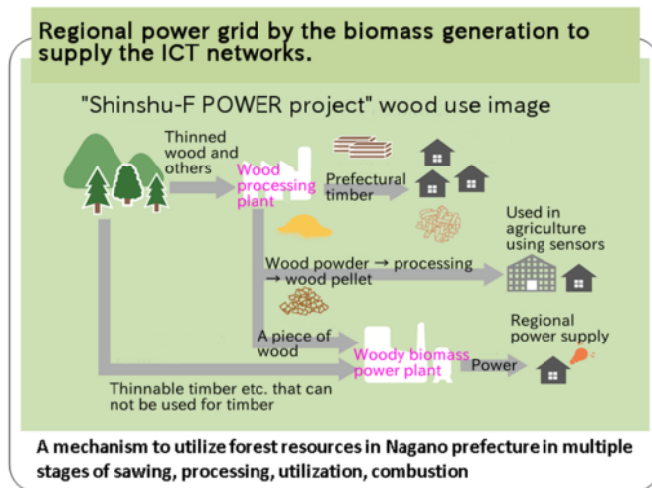 Regional power grid by the biomass generation to
supply the ICT networks.
"Shinshu-F POWER project" wood use image
Thinned
wood and
others
Wood
processing
plant
Prefectural
timber
Used in
agriculture
using sensors
Wood powder → processing
→ wood pellet
A piece of
wood
Woody biomass
power plant
Power
Regional
power supply
Thinnable timber etc. that can
not be used for timber
A mechanism to utilize forest resources in Nagano prefecture in multiple
stages of sawing, processing, utilization, combustion